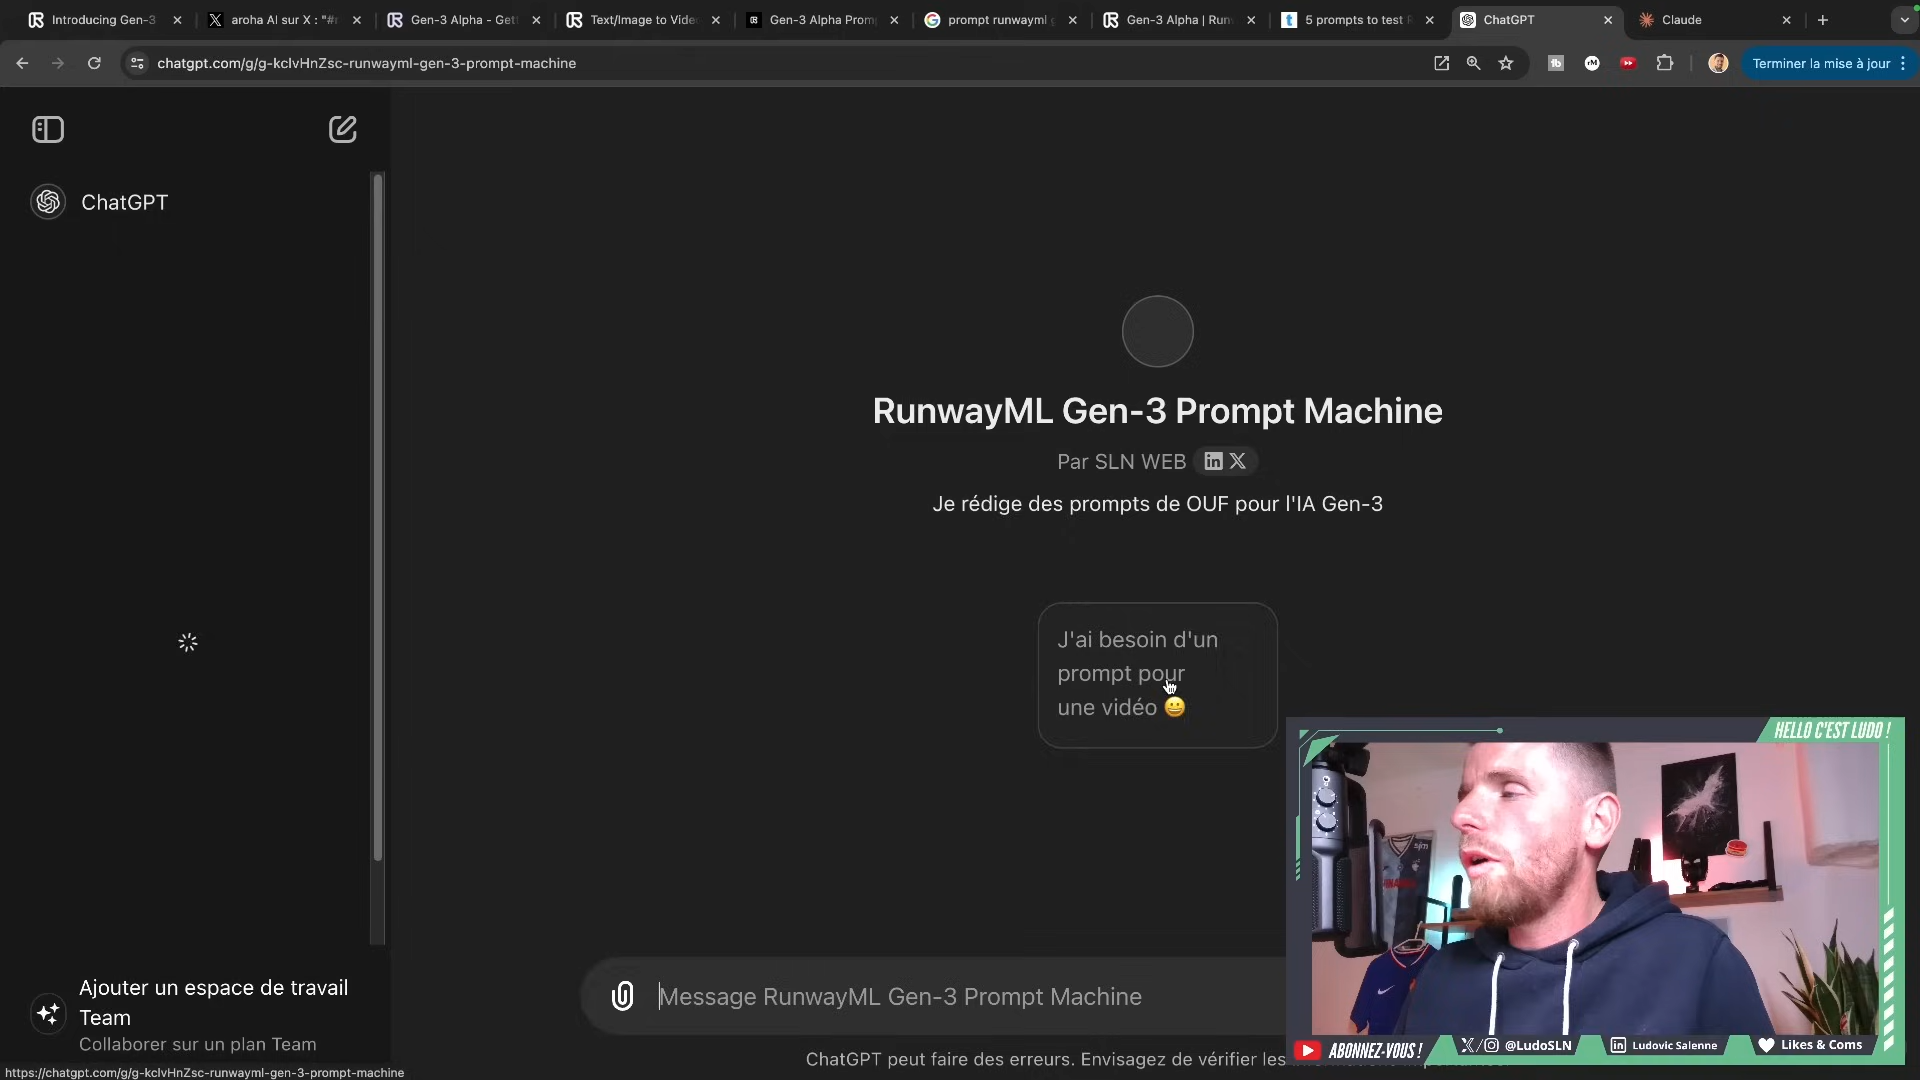 Introducing Gen-3
aroha AI sur X : "#r
Gen-3 Alpha - Get
Text/Image to Vide
Gen-3 Alpha Prom
prompt runwayml
Gen-3 Alpha | Run
5 prompts to test
ChatGPT
Claude
chatgpt.com/g/g-kclvHnZsc-runwayml-gen-3-prompt-machine
Terminer la mise à jour
ChatGPT
RunwayML Gen-3 Prompt Machine
Par SLN WEB
Je rédige des prompts de OUF pour l'IA Gen-3
J'ai besoin d'un
prompt pour
une vidéo 😀
HELLO C'EST LUDO !
sjm
Ajouter un espace de travail
Team
Collaborer sur un plan Team
Message RunwayML Gen-3 Prompt Machine
ABONNEZ-VOUS !
@LudoSLN
Ludovic Salenne
Likes & Coms
ChatGPT peut faire des erreurs. Envisagez de vérifier les
https://chatgpt.com/g/g-kclvHnZsc-runwayml-gen-3-prompt-machine